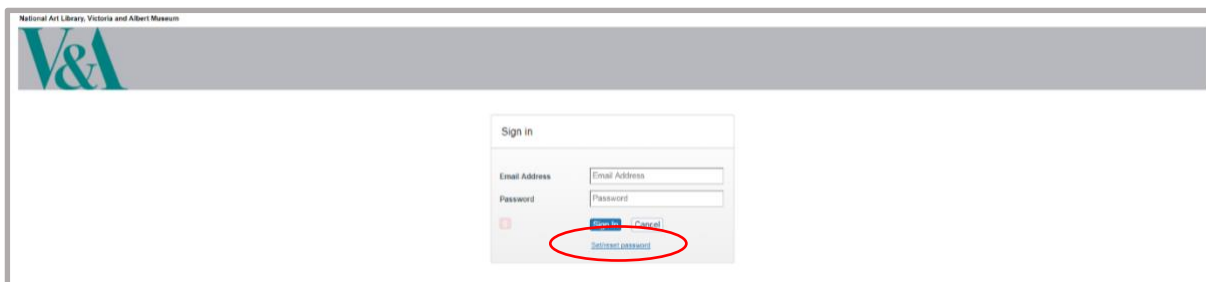 National Art Library, Victoria and Albert Museum
V&A
Sign in
Email Address Email Address
Password Password
Sign In Cancel
Set/reset password